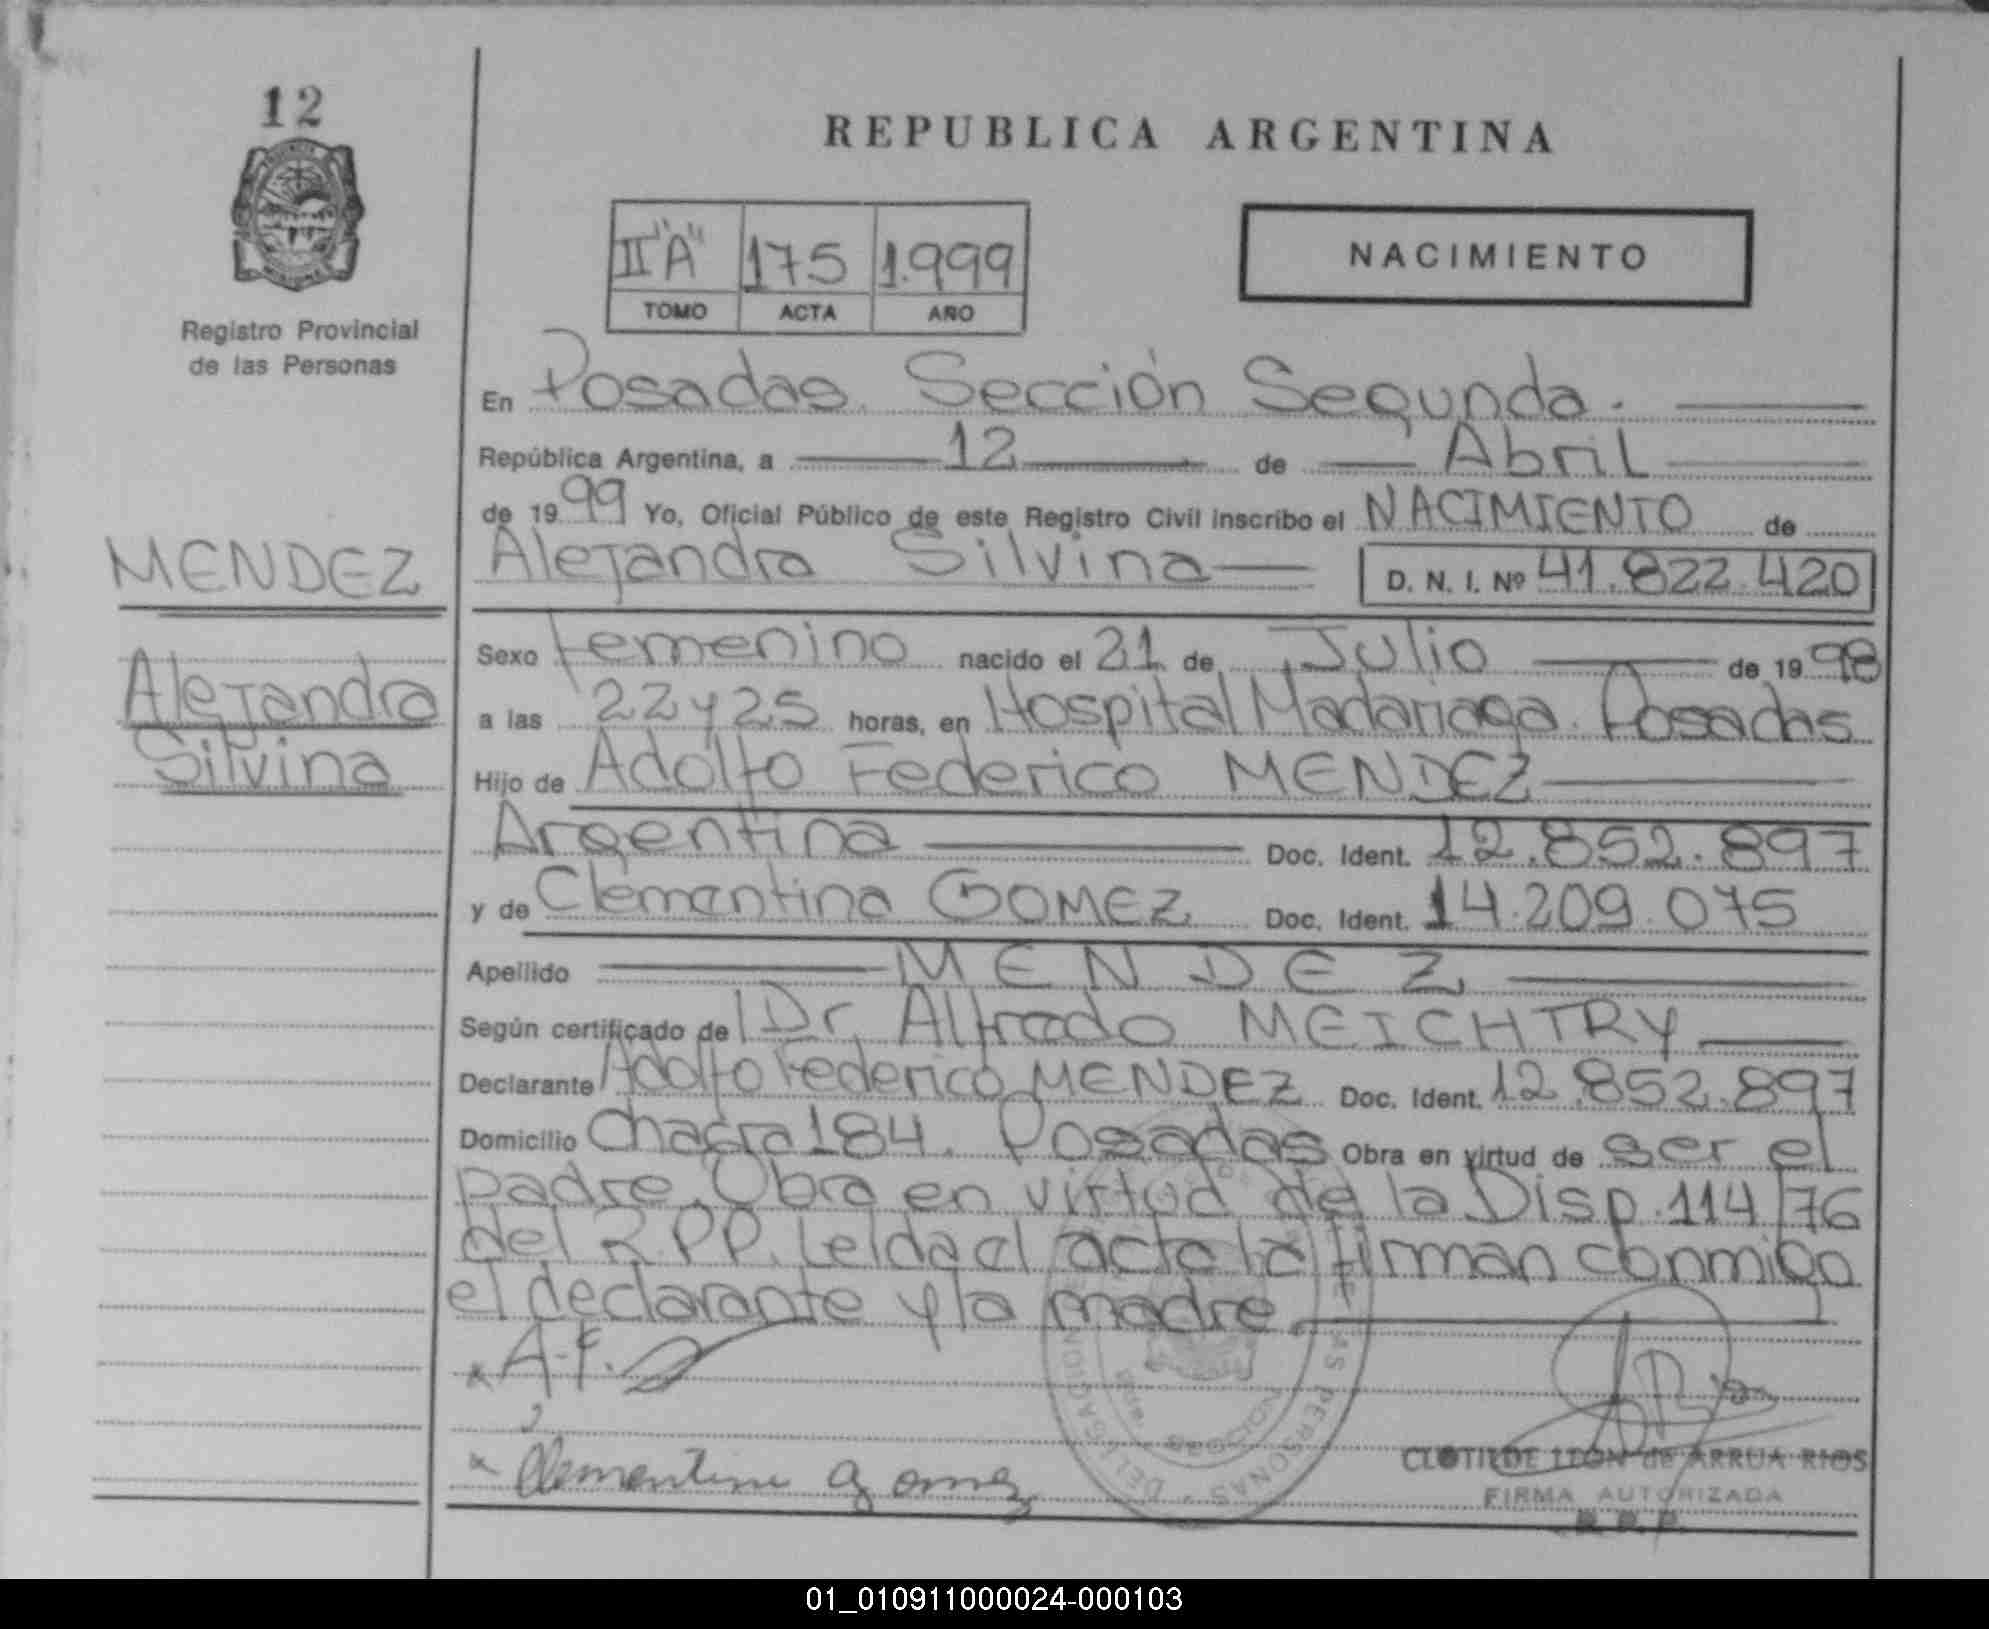 12
REPUBLICA ARGENTINA
II "A" 175 1.999
TOMO ACTA AÑO
NACIMIENTO
Registro Provincial
de las Personas
MENDEZ
Alejandra
Silvina
En Posadas. Sección Segunda.
República Argentina, a 12 de Abril
de 1999 Yo, Oficial Público de este Registro Civil inscribo el NACIMIENTO de
Alejandra Silvina D. N. I. Nº 41.822.420
Sexo femenino nacido el 21 de Julio de 1998
a las 22 y 25 horas, en Hospital Madariaga. Posadas
Hijo de Adolfo Federico MENDEZ
Argentina Doc. Ident. 12.852.897
y de Clementina GOMEZ Doc. Ident. 14.209.075
Apellido MENDEZ
Según certificado de Dr. Alfredo MEICHTRY
Declarante Adolfo Federico MENDEZ Doc. Ident. 12.852.897
Domicilio Chacra 184. Posadas Obra en virtud de ser el
padre. Obra en virtud de la Disp. 114/76
del R.P.P. Leída el acta la firman conmigo
el declarante y la madre.
x A.F.
x Clementina gomez
CLOTILDE LEON de ARRUA RIOS
FIRMA AUTORIZADA
R. P. P.
01_010911000024-000103